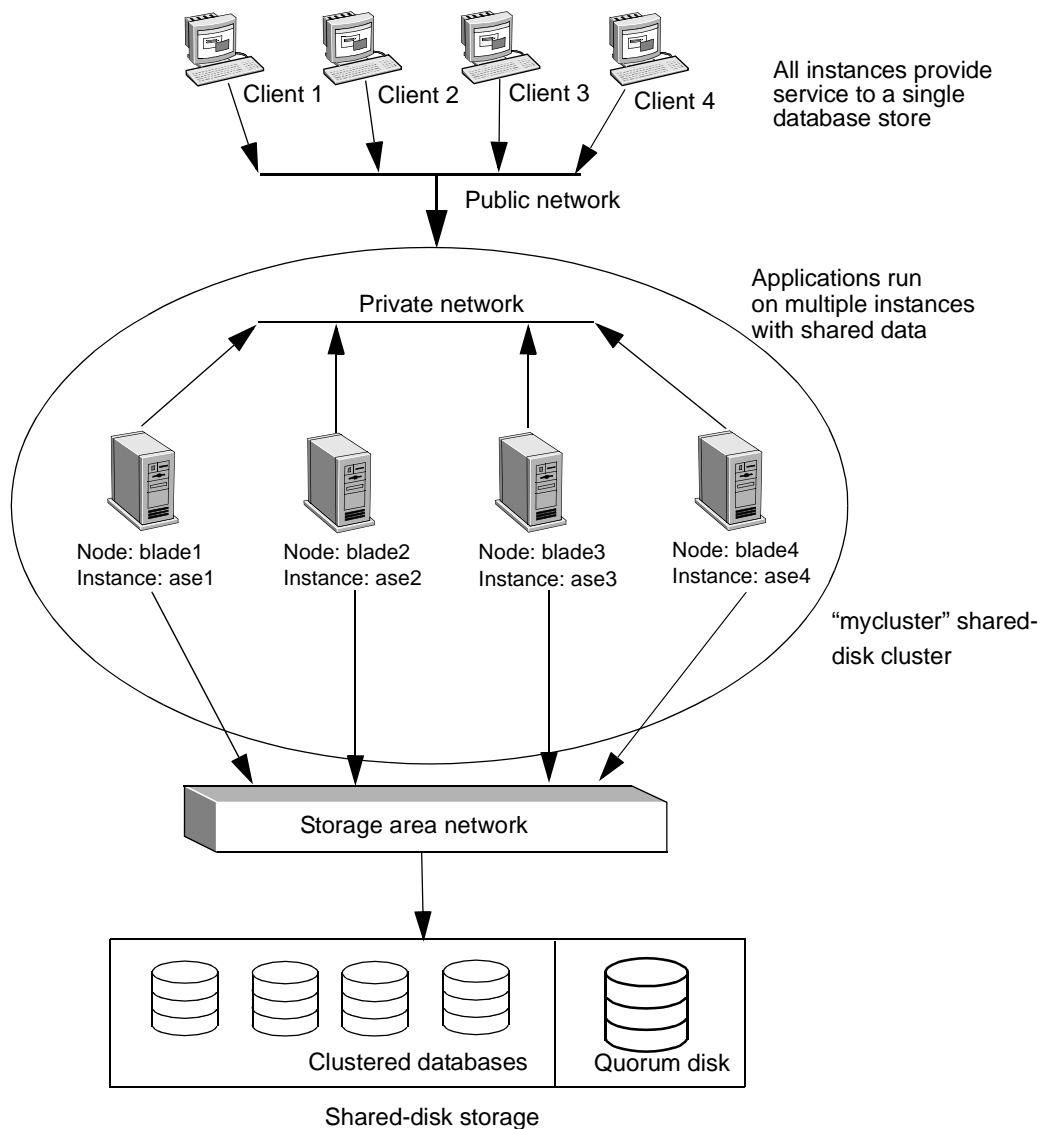 Client 1
Client 2
Client 3
Client 4
All instances provide
service to a single
database store
Public network
Applications run
on multiple instances
with shared data
Private network
Node: blade1
Instance: ase1
Node: blade2
Instance: ase2
Node: blade3
Instance: ase3
Node: blade4
Instance: ase4
“mycluster” shared-
disk cluster
Storage area network
Clustered databases
Quorum disk
Shared-disk storage